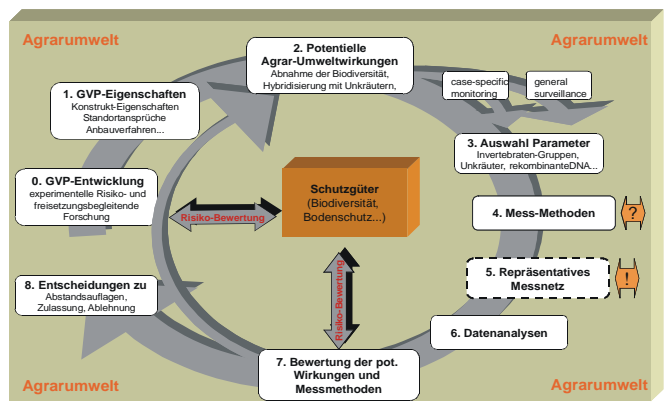 Agrarumwelt
Agrarumwelt
2. Potentielle
Agrar-Umweltwirkungen
Abnahme der Biodiversität,
Hybridisierung mit Unkräutern,
case-specific
monitoring
general
surveillance
1. GVP-Eigenschaften
Konstrukt-Eigenschaften
Standortansprüche
Anbauverfahren...
3. Auswahl Parameter
Invertebraten-Gruppen,
Unkräuter, rekombinanteDNA...
0. GVP-Entwicklung
experimentelle Risiko- und
freisetzungsbegleitende
Forschung
Risiko-Bewertung
Schutzgüter
(Biodiversität,
Bodenschutz...)
4. Mess-Methoden
?
Risiko-Bewertung
5. Repräsentatives
Messnetz
!
8. Entscheidungen zu
Abstandsauflagen,
Zulassung, Ablehnung
6. Datenanalysen
7. Bewertung der pot.
Wirkungen und
Messmethoden
Agrarumwelt
Agrarumwelt